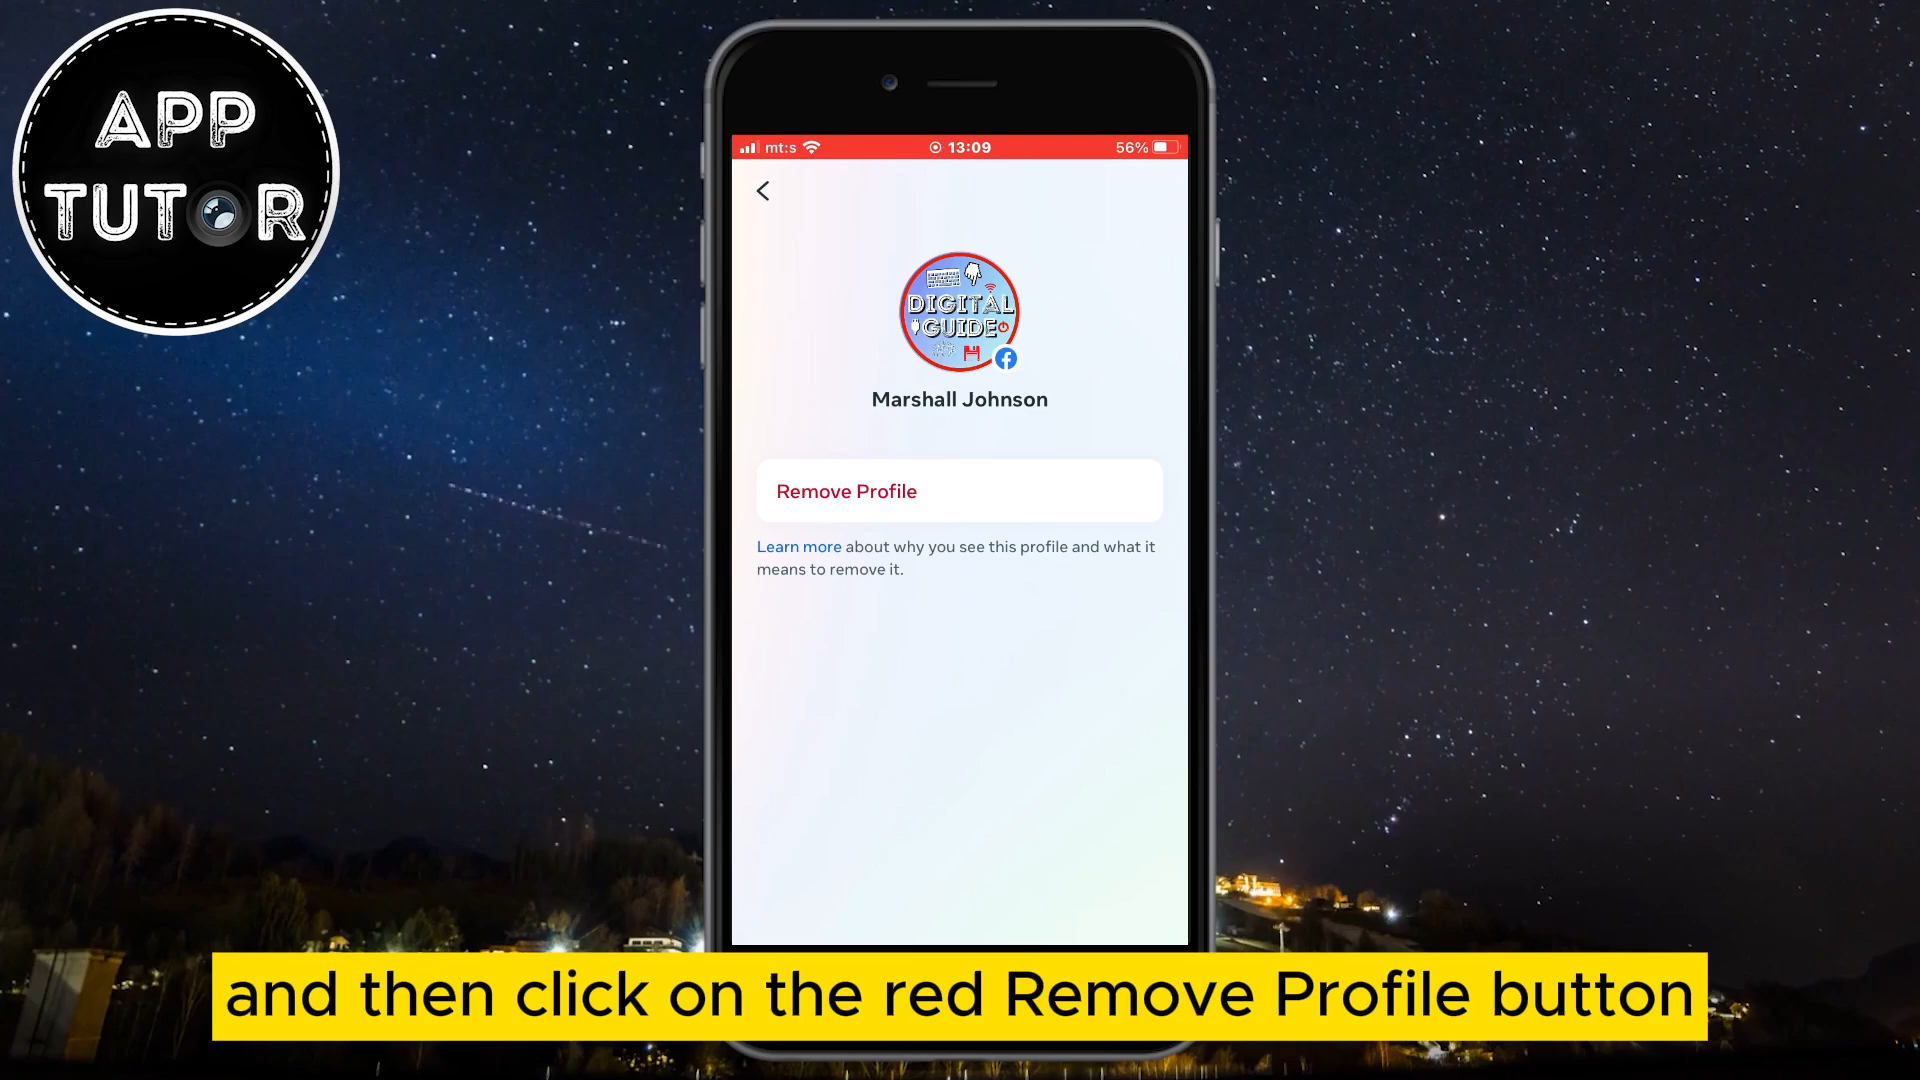 APP
TUTOR
mt:s
13:09
56%
DIGITAL
GUIDE
Marshall Johnson
Remove Profile
Learn more about why you see this profile and what it
means to remove it.
and then click on the red Remove Profile button